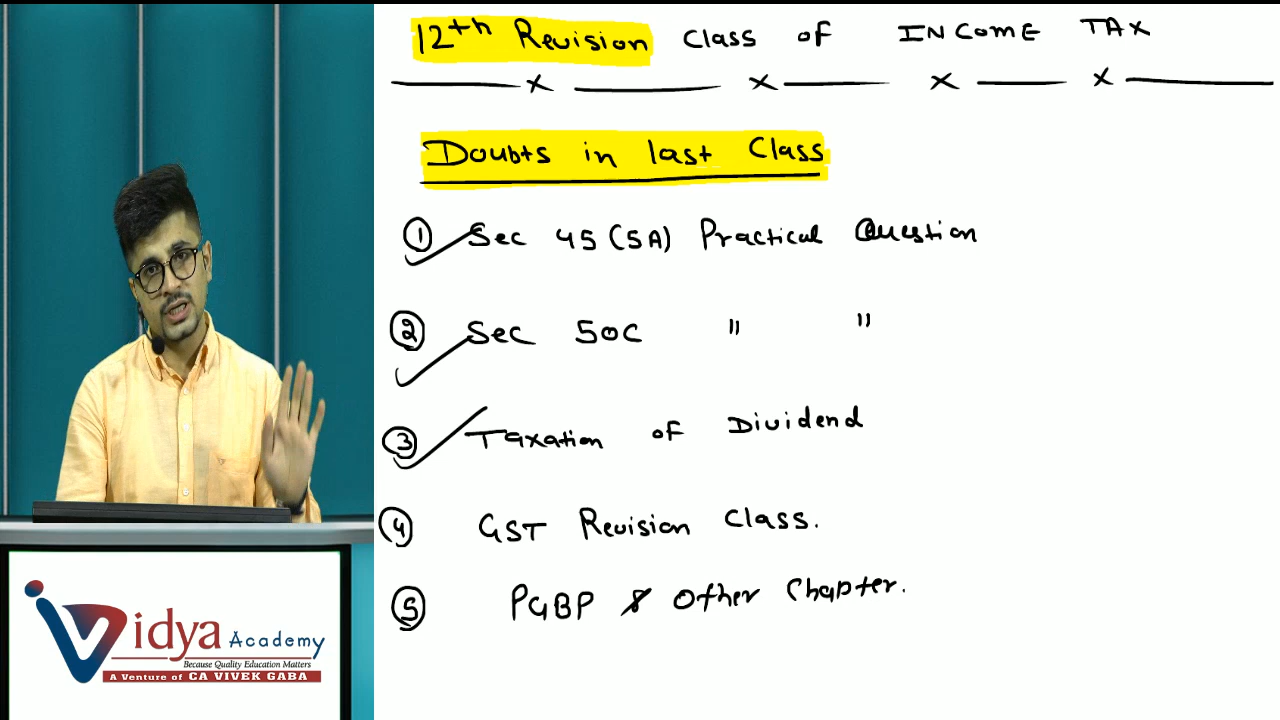 12th Revision Class of INCOME TAX
Doubts in last Class
① Sec 45 (5A) Practical Question
② Sec 50C " "
③ Taxation of Dividend
④ GST Revision Class.
⑤ PGBP & Other Chapter.
Vidya Academy
Because Quality Education Matters
A Venture of CA VIVEK GABA